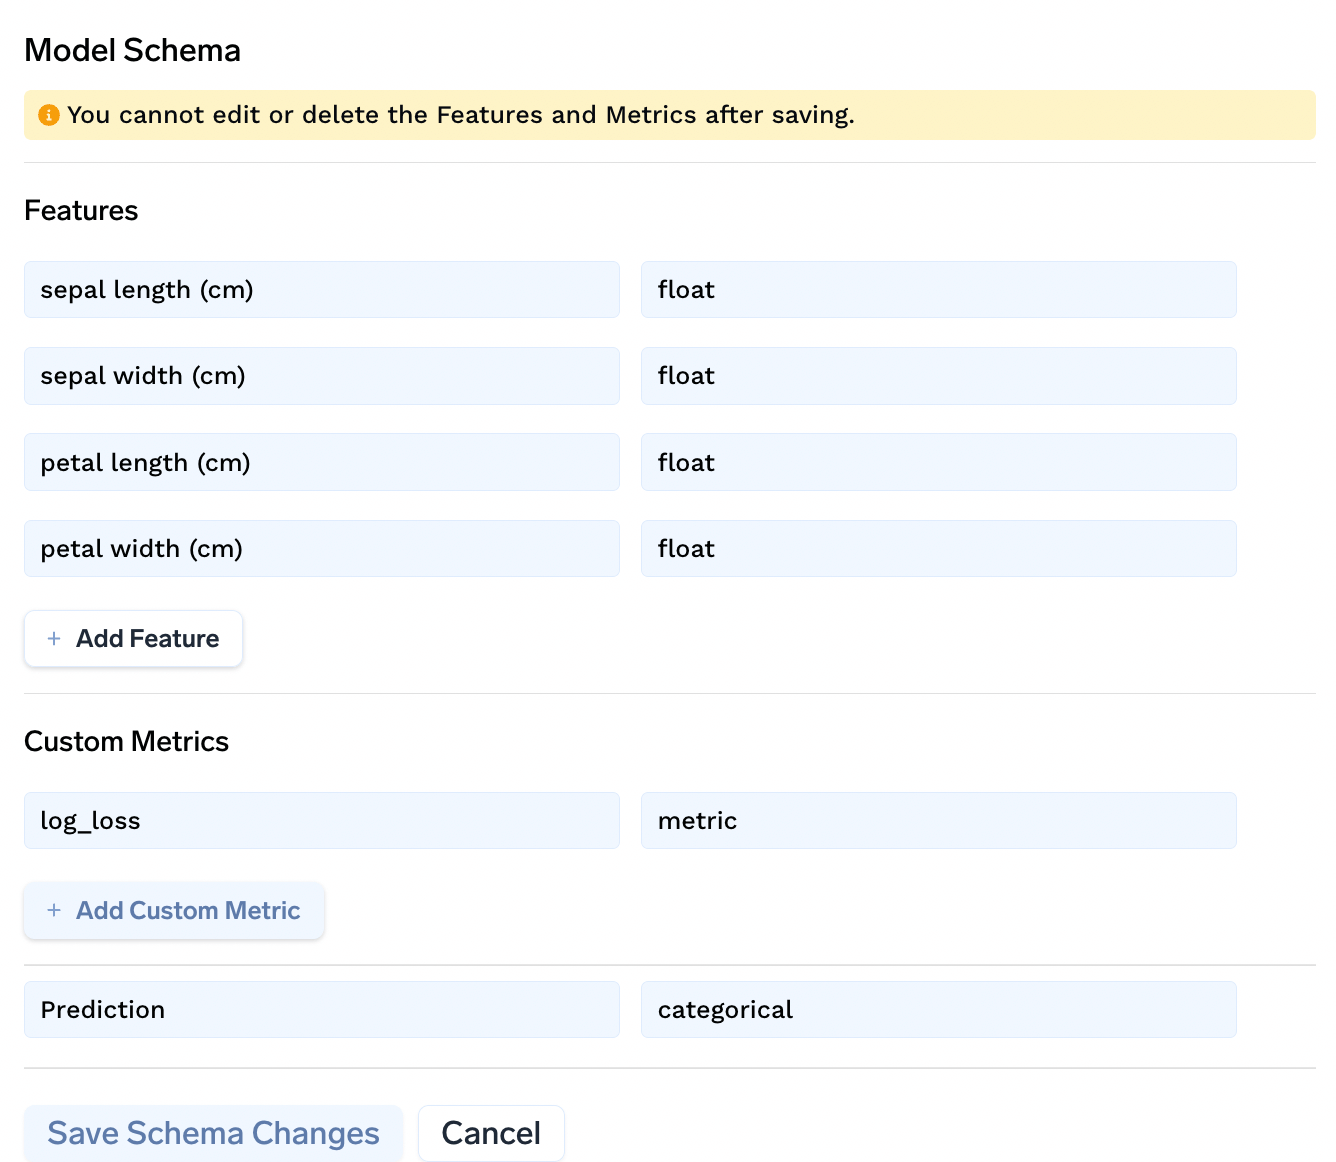 Model Schema
You cannot edit or delete the Features and Metrics after saving.
Features
sepal length (cm) float
sepal width (cm) float
petal length (cm) float
petal width (cm) float
+ Add Feature
Custom Metrics
log_loss metric
+ Add Custom Metric
Prediction categorical
Save Schema Changes Cancel